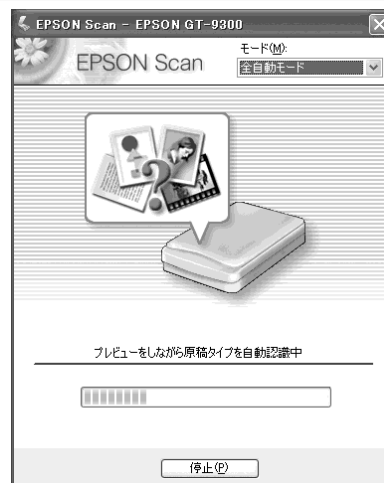 EPSON Scan - EPSON GT-9300
EPSON Scan
モード(M):
全自動モード
?
プレビューをしながら原稿タイプを自動認識中
停止(P)